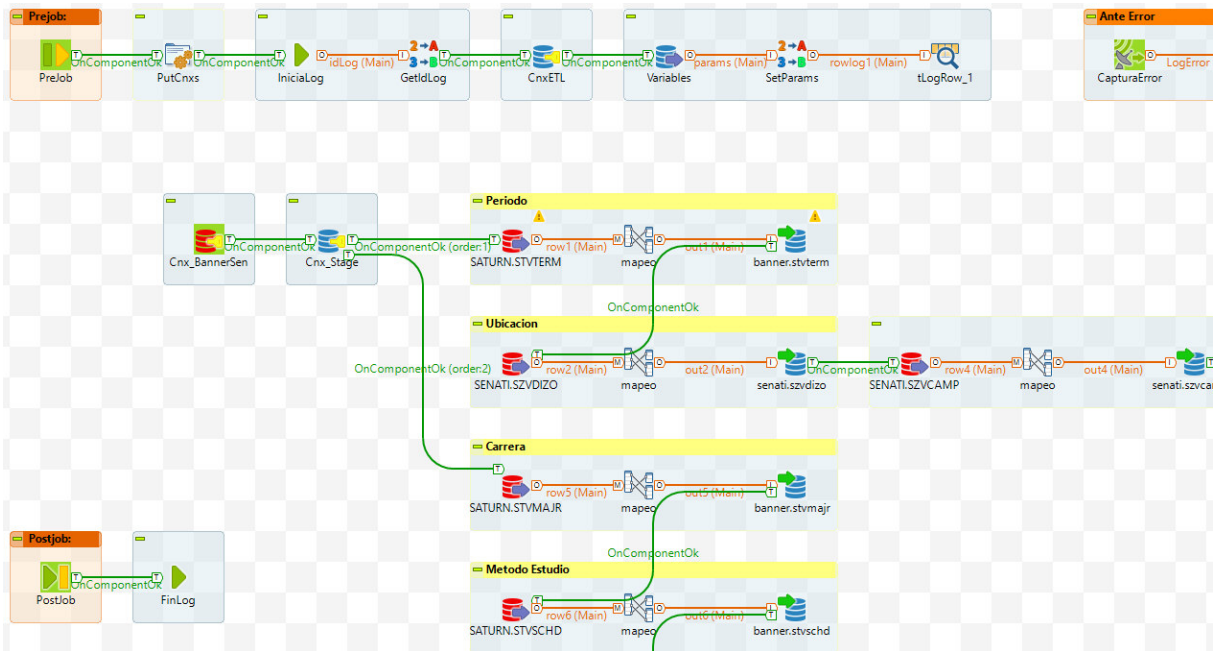 Prejob:
Ante Error
OnComponentOk
OnComponentOk
idLog (Main)
OnComponentOk
OnComponentOk
params (Main)
rowlog1 (Main)
LogError
PreJob
PutCnxs
IniciaLog
GetIdLog
CnxETL
Variables
SetParams
tLogRow_1
CapturaError
Periodo
OnComponentOk
OnComponentOk (order:1)
row1 (Main)
out1 (Main)
Cnx_BannerSen
Cnx_Stage
SATURN.STVTERM
mapeo
banner.stvterm
OnComponentOk
Ubicacion
OnComponentOk (order:2)
row2 (Main)
out2 (Main)
OnComponentOk
row4 (Main)
out4 (Main)
SENATI.SZVDIZO
mapeo
senati.szvdizo
SENATI.SZVCAMP
mapeo
senati.szvcar
Carrera
row5 (Main)
out5 (Main)
SATURN.STVMAJR
mapeo
banner.stvmajr
Postjob:
OnComponentOk
Metodo Estudio
OnComponentOk
PostJob
FinLog
row6 (Main)
out6 (Main)
SATURN.STVSCHD
mapeo
banner.stvschd